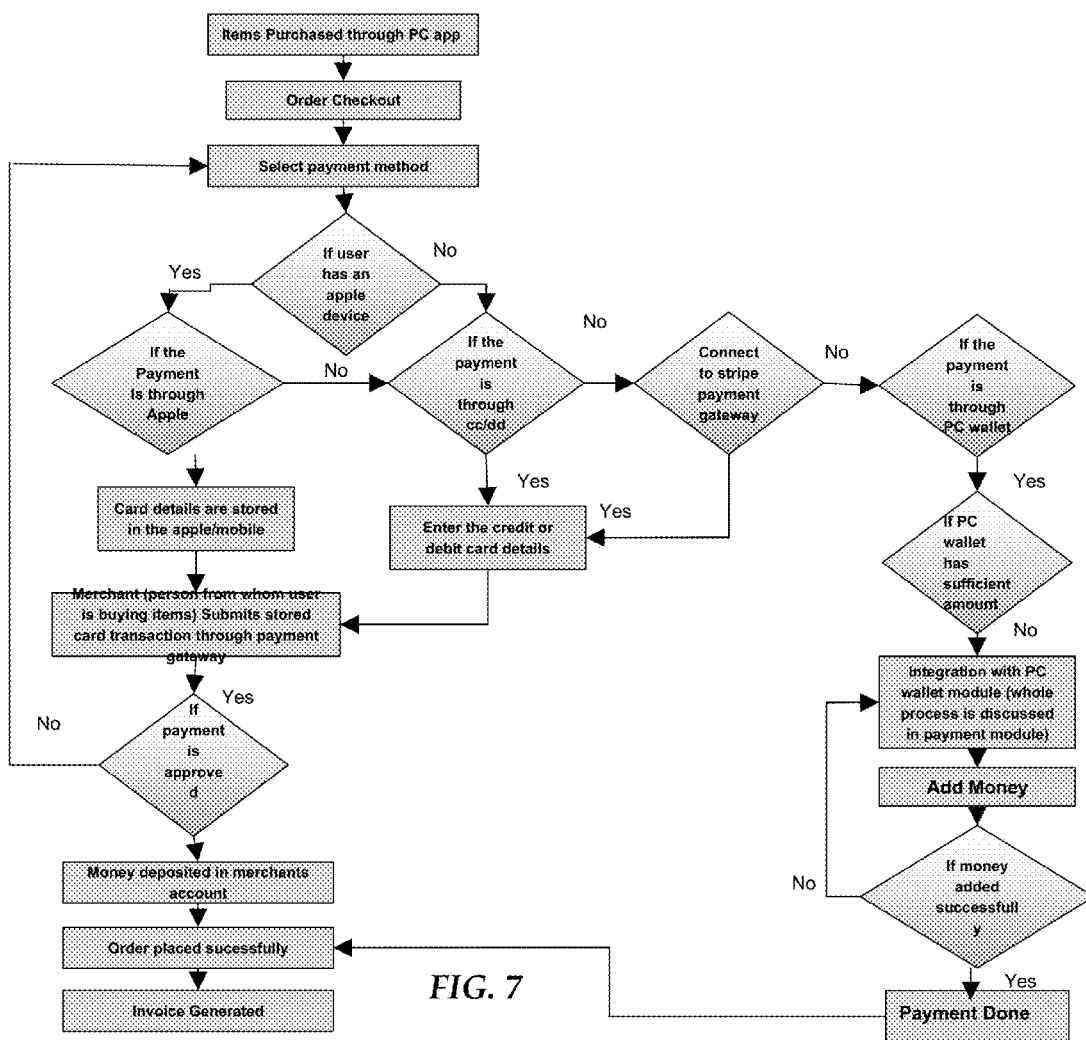 Items Purchased through PC app
Order Checkout
Select payment method
If user
has an
apple
device
Yes
No
If the
Payment
Is through
Apple
No
If the
payment
is
through
cc/dd
No
Connect
to stripe
payment
gateway
No
If the
payment
is
through
PC wallet
Card details are stored
in the apple/mobile
Yes
Enter the credit or
debit card details
Yes
Yes
If PC
wallet
has
sufficient
amount
No
Merchant (person from whom user
is buying items) Submits stored
card transaction through payment
gateway
Yes
No
If
payment
is
approve
d
Integration with PC
wallet module (whole
process is discussed
in payment module)
Add Money
If money
added
successfull
y
No
Yes
Payment Done
Money deposited in merchants
account
Order placed sucessfully
Invoice Generated
FIG. 7